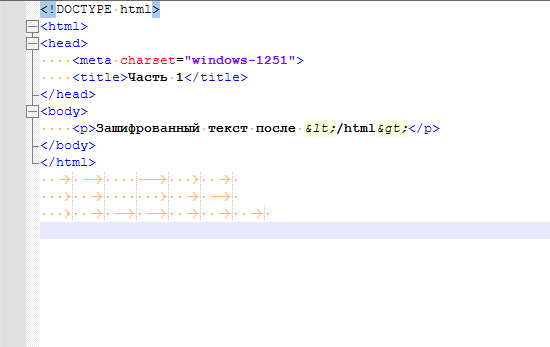 <!DOCTYPE html>
<html>
<head>
<meta charset="windows-1251">
<title>Часть 1</title>
</head>
<body>
<p>Зашифрованный текст после &lt;/html&gt;</p>
</body>
</html>